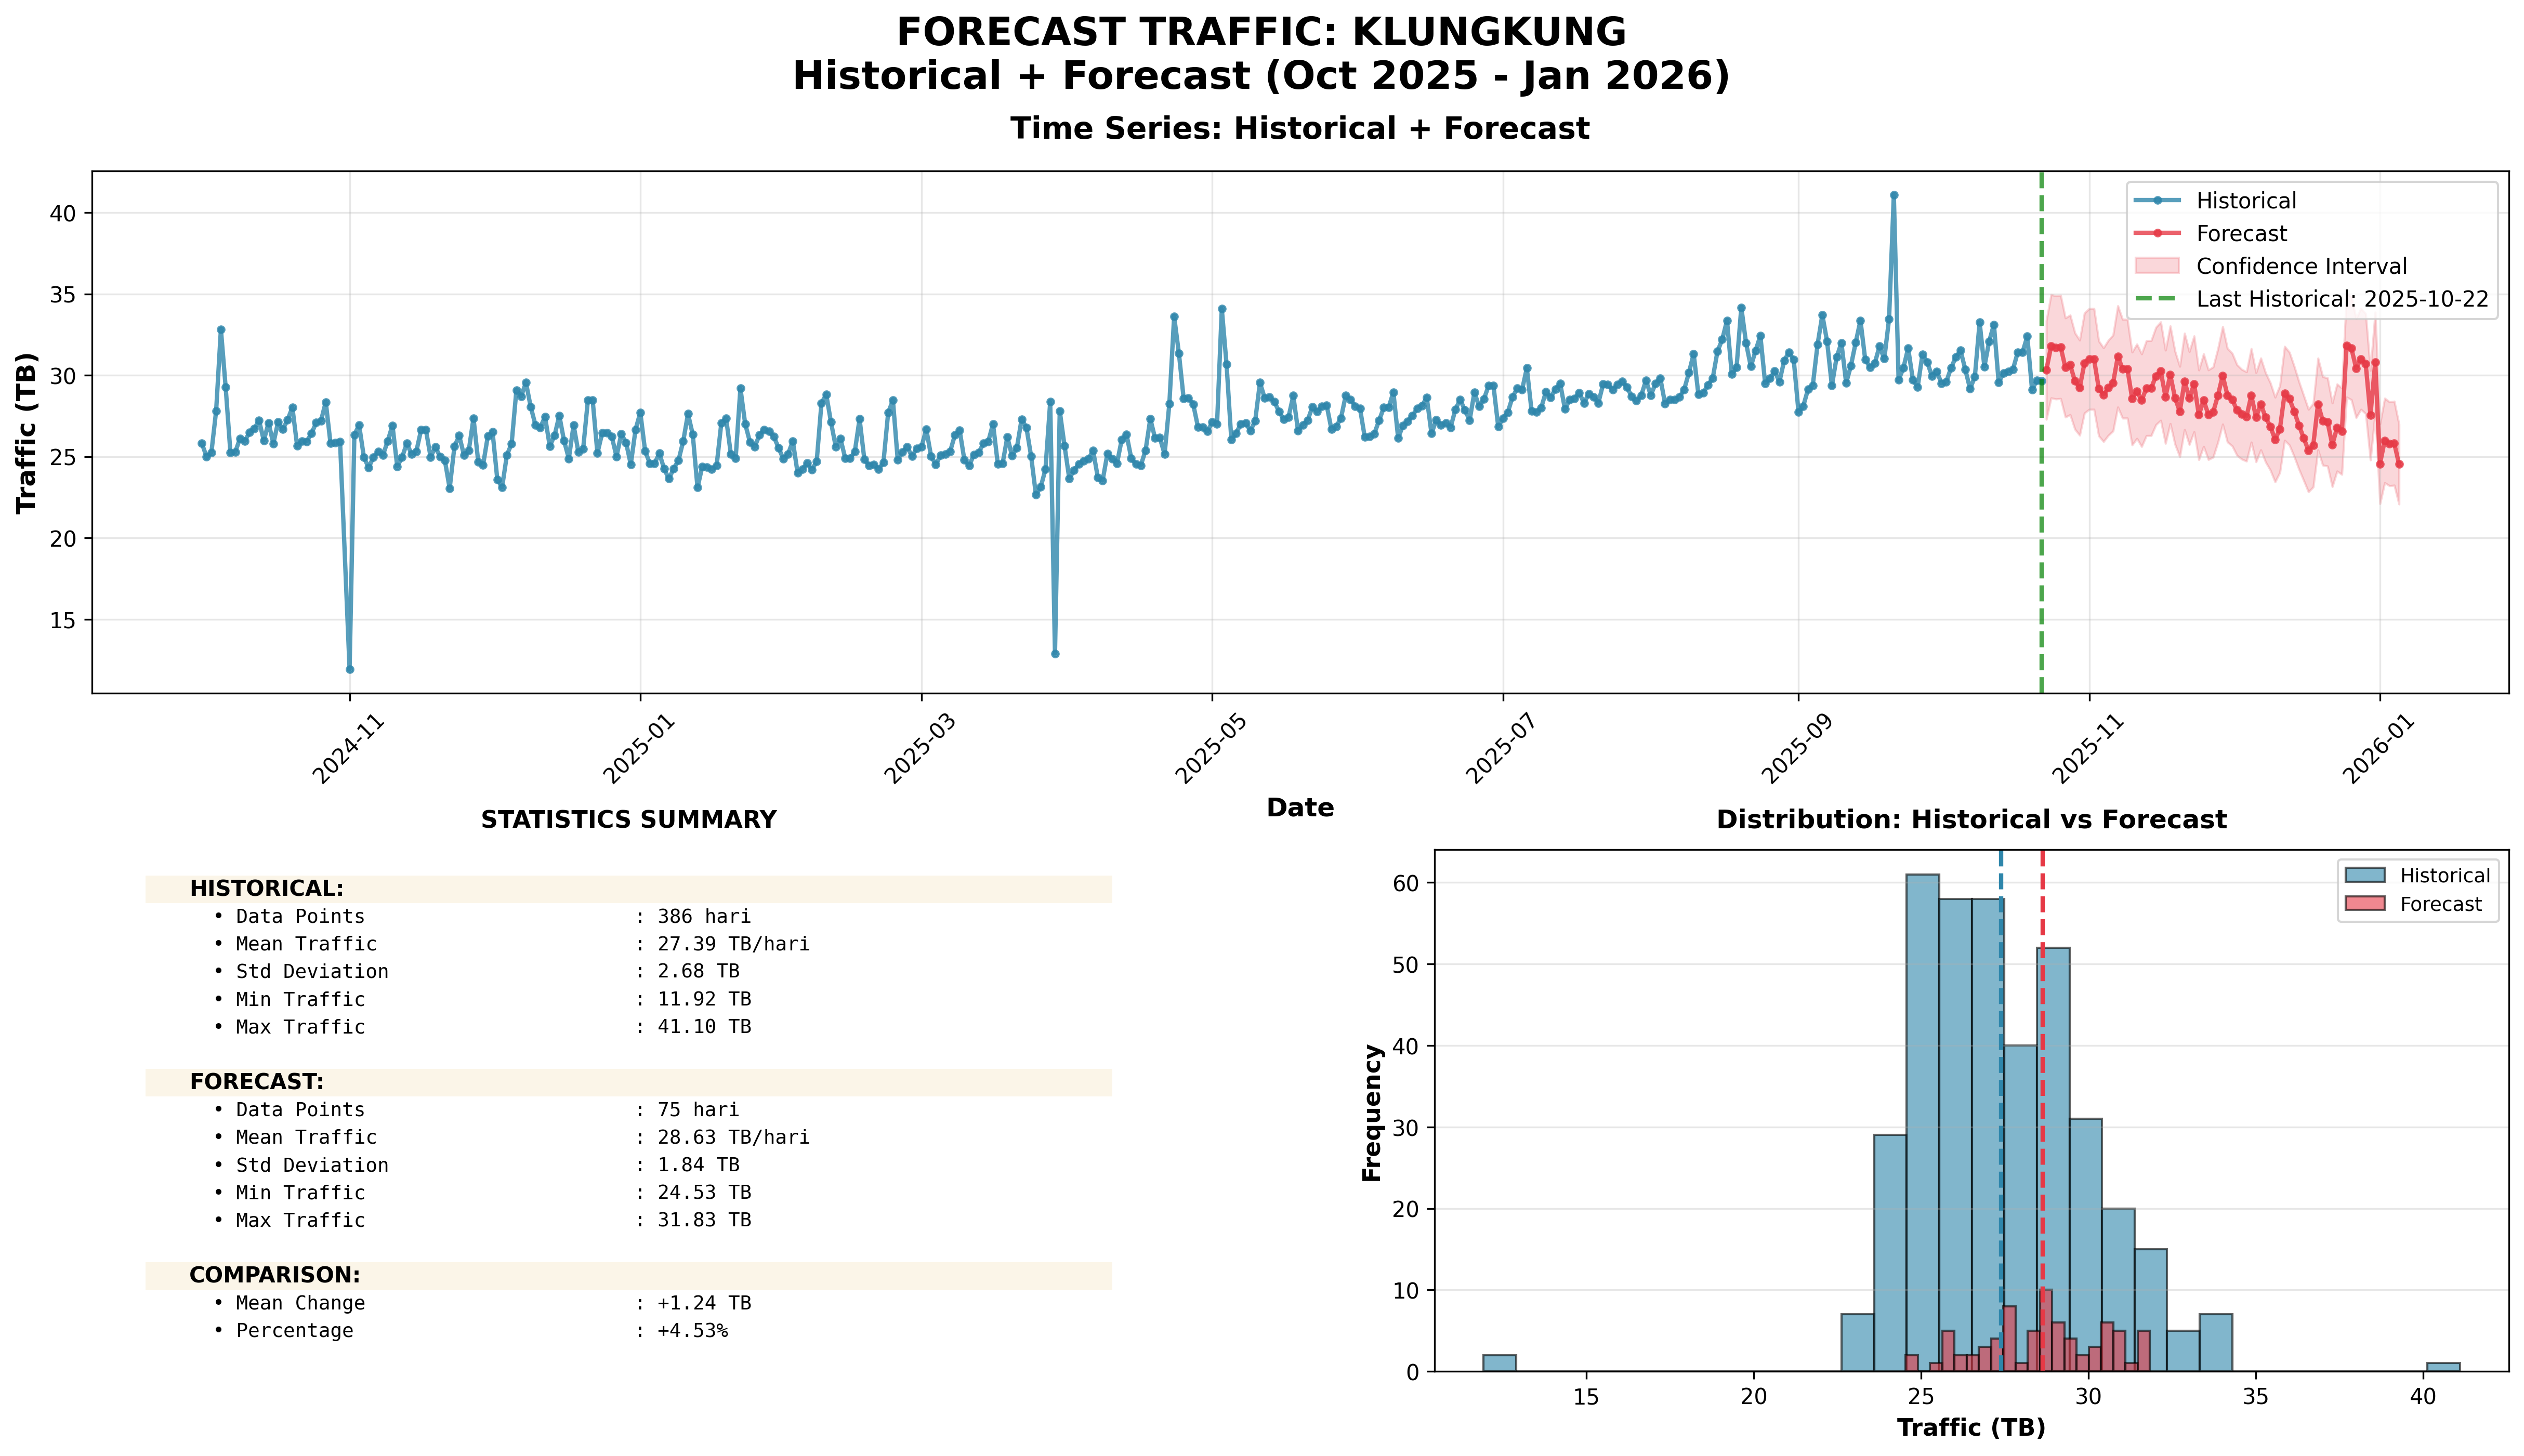 FORECAST TRAFFIC: KLUNGKUNG
Historical + Forecast (Oct 2025 - Jan 2026)
Time Series: Historical + Forecast
Traffic (TB)
40
35
30
25
20
15
Historical
Forecast
Confidence Interval
Last Historical: 2025-10-22
2024-11
2025-01
2025-03
2025-05
2025-07
2025-09
2025-11
2026-01
Date
STATISTICS SUMMARY
HISTORICAL:
• Data Points : 386 hari
• Mean Traffic : 27.39 TB/hari
• Std Deviation : 2.68 TB
• Min Traffic : 11.92 TB
• Max Traffic : 41.10 TB
FORECAST:
• Data Points : 75 hari
• Mean Traffic : 28.63 TB/hari
• Std Deviation : 1.84 TB
• Min Traffic : 24.53 TB
• Max Traffic : 31.83 TB
COMPARISON:
• Mean Change : +1.24 TB
• Percentage : +4.53%
Distribution: Historical vs Forecast
Frequency
60
50
40
30
20
10
0
Historical
Forecast
15
20
25
30
35
40
Traffic (TB)